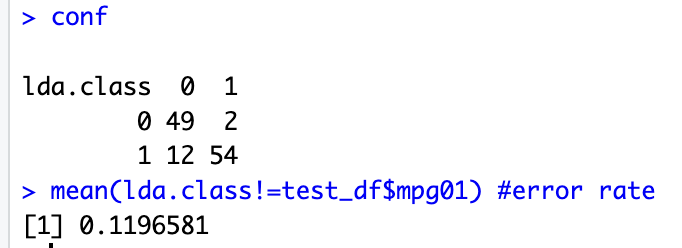 > conf
lda.class  0  1
        0 49  2
        1 12 54
> mean(lda.class!=test_df$mpg01) #error rate
[1] 0.1196581